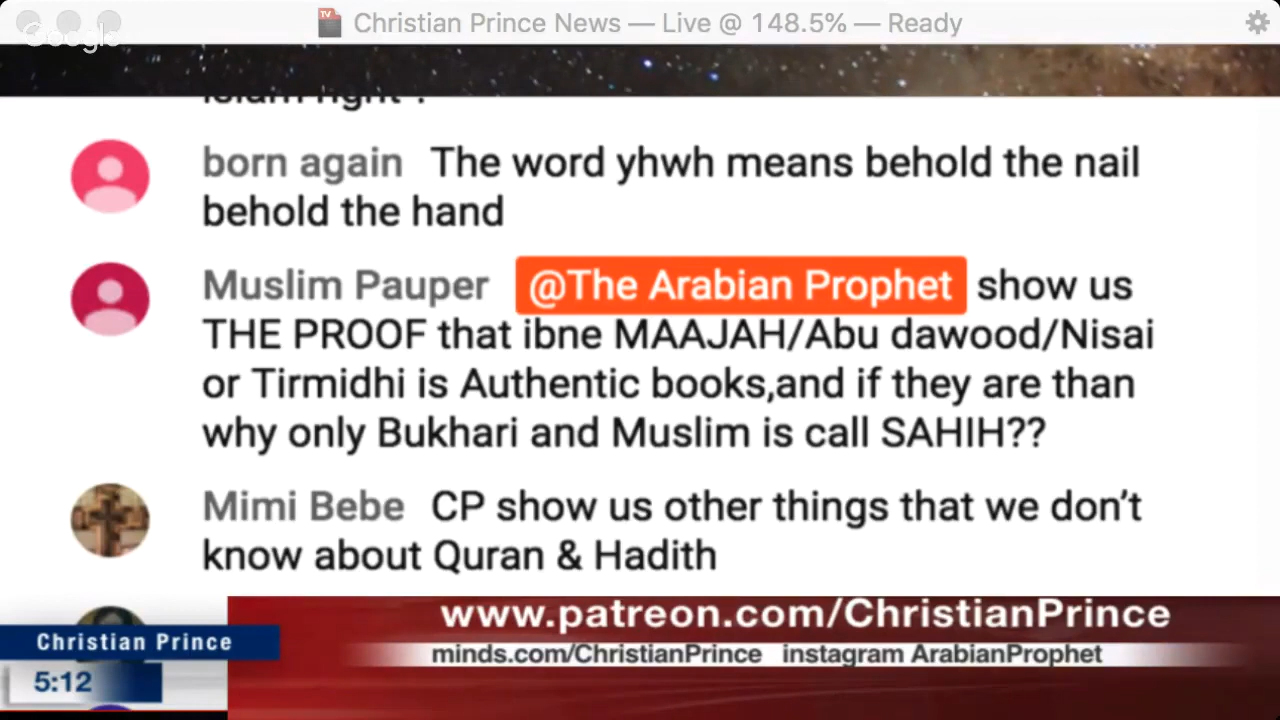 Christian Prince News — Live @ 148.5% — Ready
Google
islam right ?
born again The word yhwh means behold the nail
behold the hand
Muslim Pauper @The Arabian Prophet show us
THE PROOF that ibne MAAJAH/Abu dawood/Nisai
or Tirmidhi is Authentic books,and if they are than
why only Bukhari and Muslim is call SAHIH??
Mimi Bebe CP show us other things that we don’t
know about Quran & Hadith
www.patreon.com/ChristianPrince
Christian Prince
minds.com/ChristianPrince instagram ArabianProphet
5:12